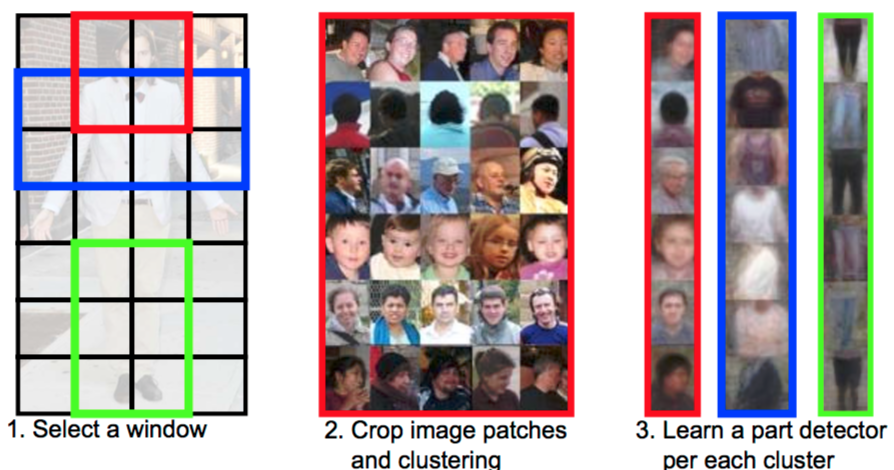 1. Select a window
2. Crop image patches
and clustering
3. Learn a part detector
per each cluster